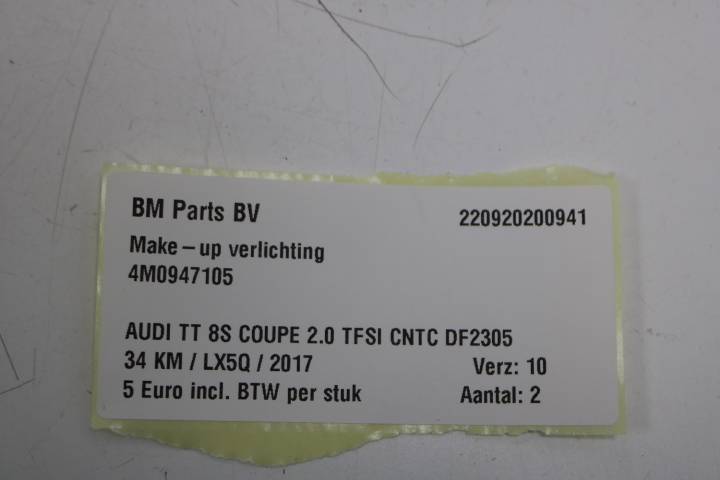 BM Parts BV 220920200941
Make-up verlichting
4M0947105
AUDI TT 8S COUPE 2.0 TFSI CNTC DF2305
34 KM / LX5Q / 2017 Verz: 10
5 Euro incl. BTW per stuk Aantal: 2